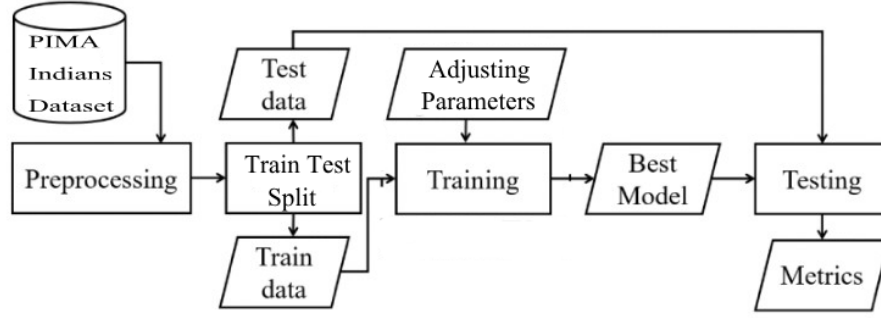 PIMA
Indians
Dataset
Test
data
Adjusting
Parameters
Preprocessing
Train Test
Split
Training
Best
Model
Testing
Train
data
Metrics